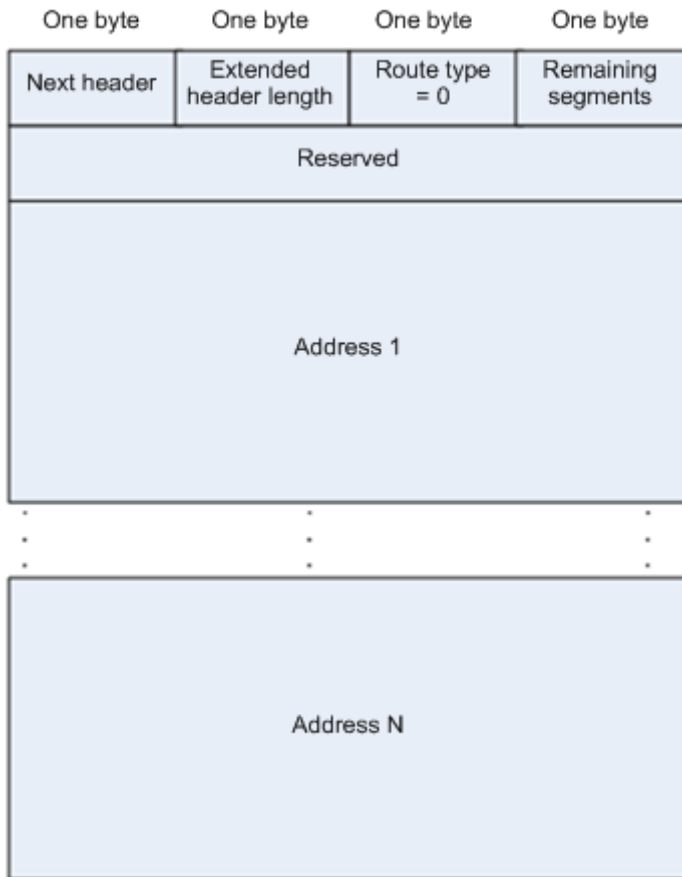 One byte One byte One byte One byte
Next header
Extended
header length
Route type
= 0
Remaining
segments
Reserved
Address 1
Address N